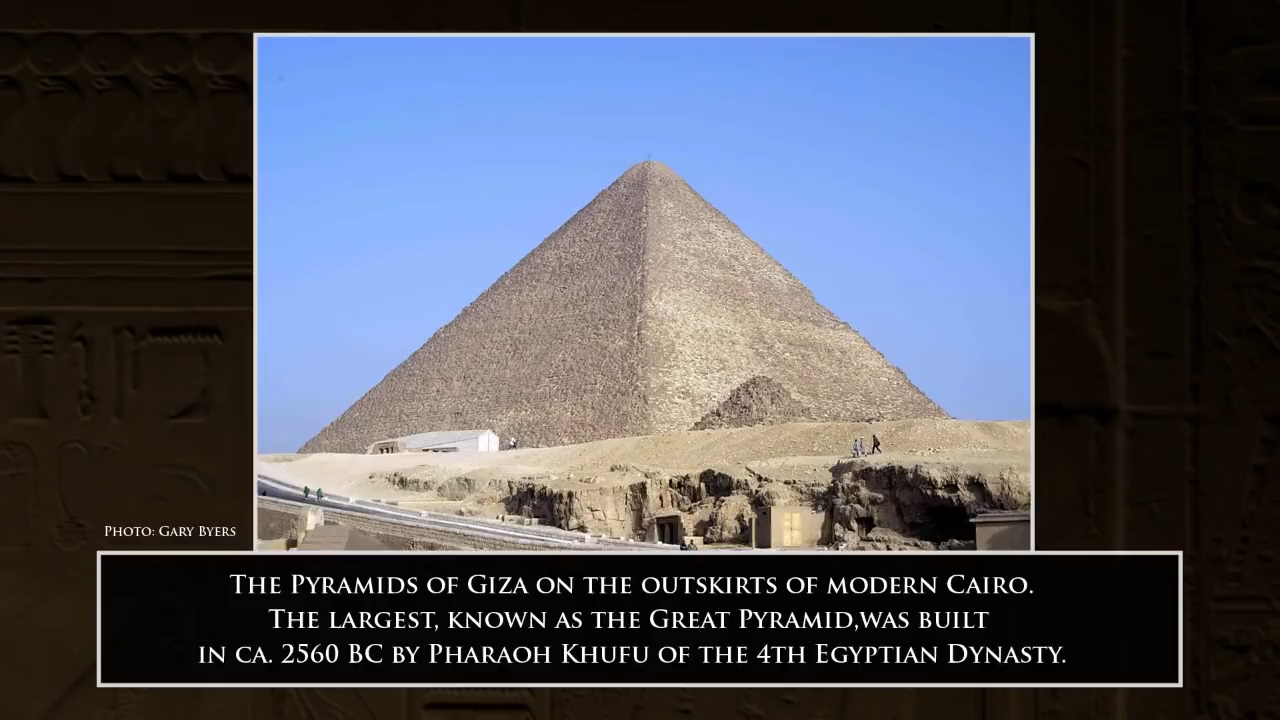 Photo: Gary Byers
The Pyramids of Giza on the outskirts of modern Cairo.
The largest, known as the Great Pyramid,was built
in ca. 2560 BC by Pharaoh Khufu of the 4th Egyptian Dynasty.